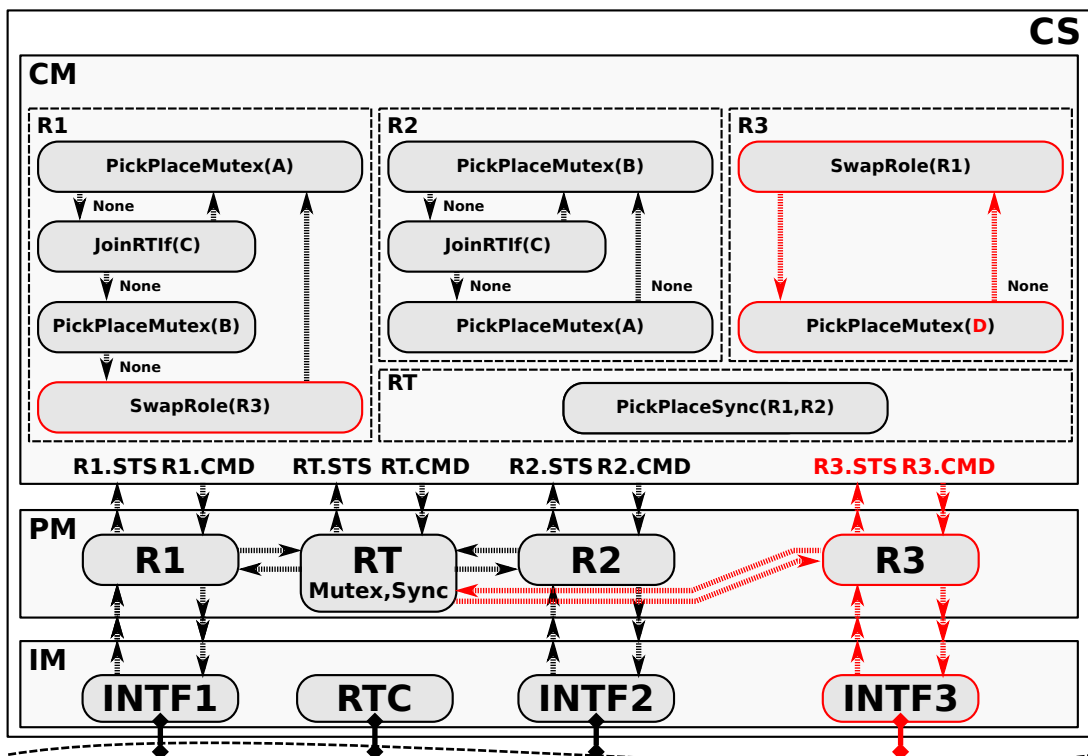 CS
CM
R1
PickPlaceMutex(A)
None
JoinRTIf(C)
None
PickPlaceMutex(B)
None
SwapRole(R3)
R2
PickPlaceMutex(B)
None
JoinRTIf(C)
None
None
PickPlaceMutex(A)
R3
SwapRole(R1)
None
PickPlaceMutex(D)
RT
PickPlaceSync(R1,R2)
R1.STS R1.CMD RT.STS RT.CMD R2.STS R2.CMD R3.STS R3.CMD
PM
R1
RT
Mutex,Sync
R2
R3
IM
INTF1
RTC
INTF2
INTF3